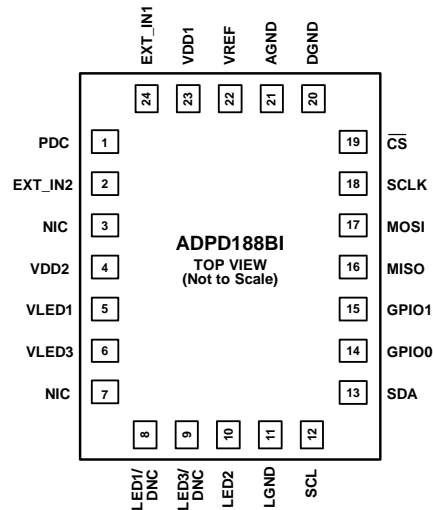 EXT_IN1
VDD1
VREF
AGND
DGND
24
23
22
21
20
PDC 1
EXT_IN2 2
NIC 3
VDD2 4
VLED1 5
VLED3 6
NIC 7
ADPD188BI
TOP VIEW
(Not to Scale)
19 C̅S̅
18 SCLK
17 MOSI
16 MISO
15 GPIO1
14 GPIO0
13 SDA
8
9
10
11
12
LED1/
DNC
LED3/
DNC
LED2
LGND
SCL